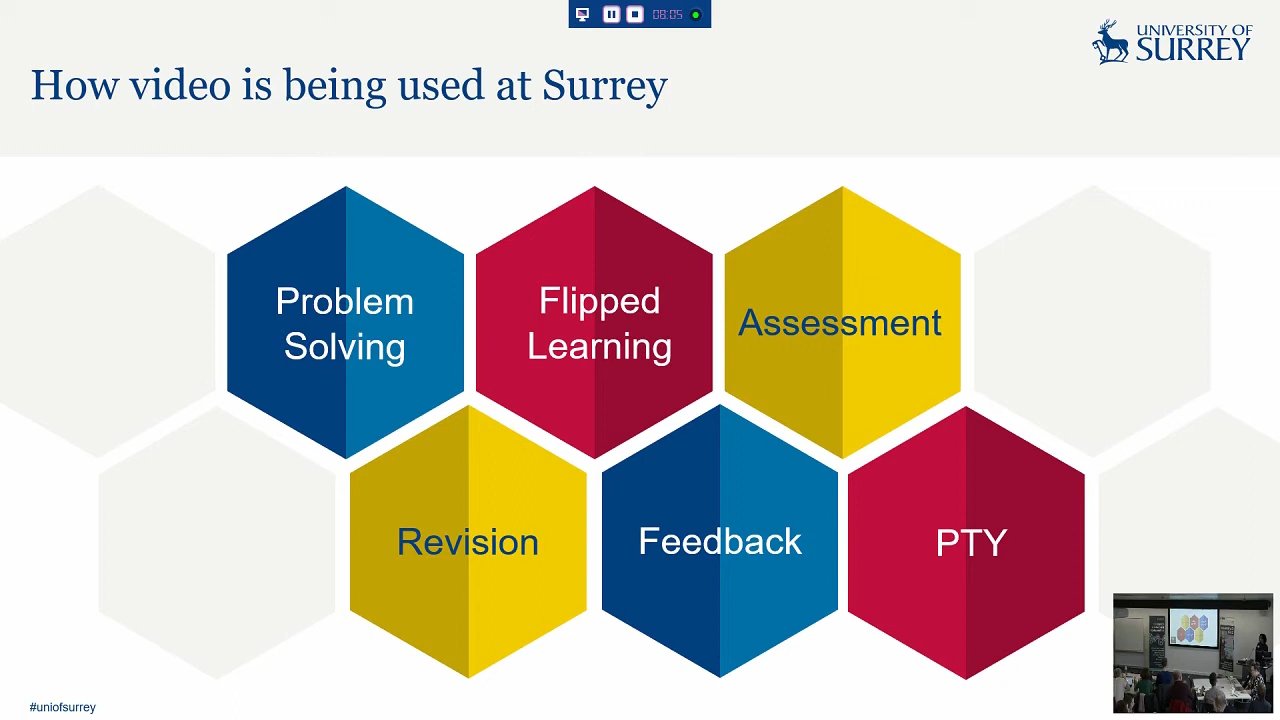 08:05
UNIVERSITY OF
SURREY
How video is being used at Surrey
Problem
Solving
Flipped
Learning
Assessment
Revision
Feedback
PTY
#uniofsurrey